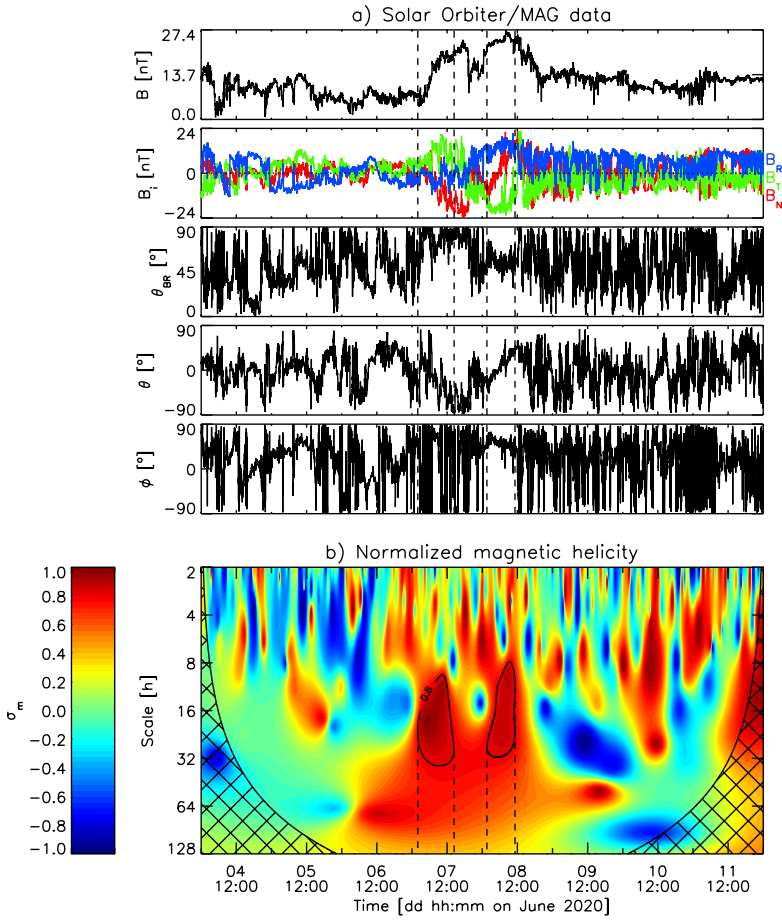 a) Solar Orbiter/MAG data
27.4
13.7
0.0
B [nT]
24
0
-24
B_i [nT]
B_R
B_T
B_N
90
45
0
θ_BR [°]
90
0
-90
θ [°]
90
0
-90
φ [°]
b) Normalized magnetic helicity
1.0
0.8
0.6
0.4
0.2
0.0
-0.2
-0.4
-0.6
-0.8
-1.0
σ_m
2
4
8
16
32
64
128
Scale [h]
0.8
04 05 06 07 08 09 10 11
12:00 12:00 12:00 12:00 12:00 12:00 12:00 12:00
Time [dd hh:mm on June 2020]